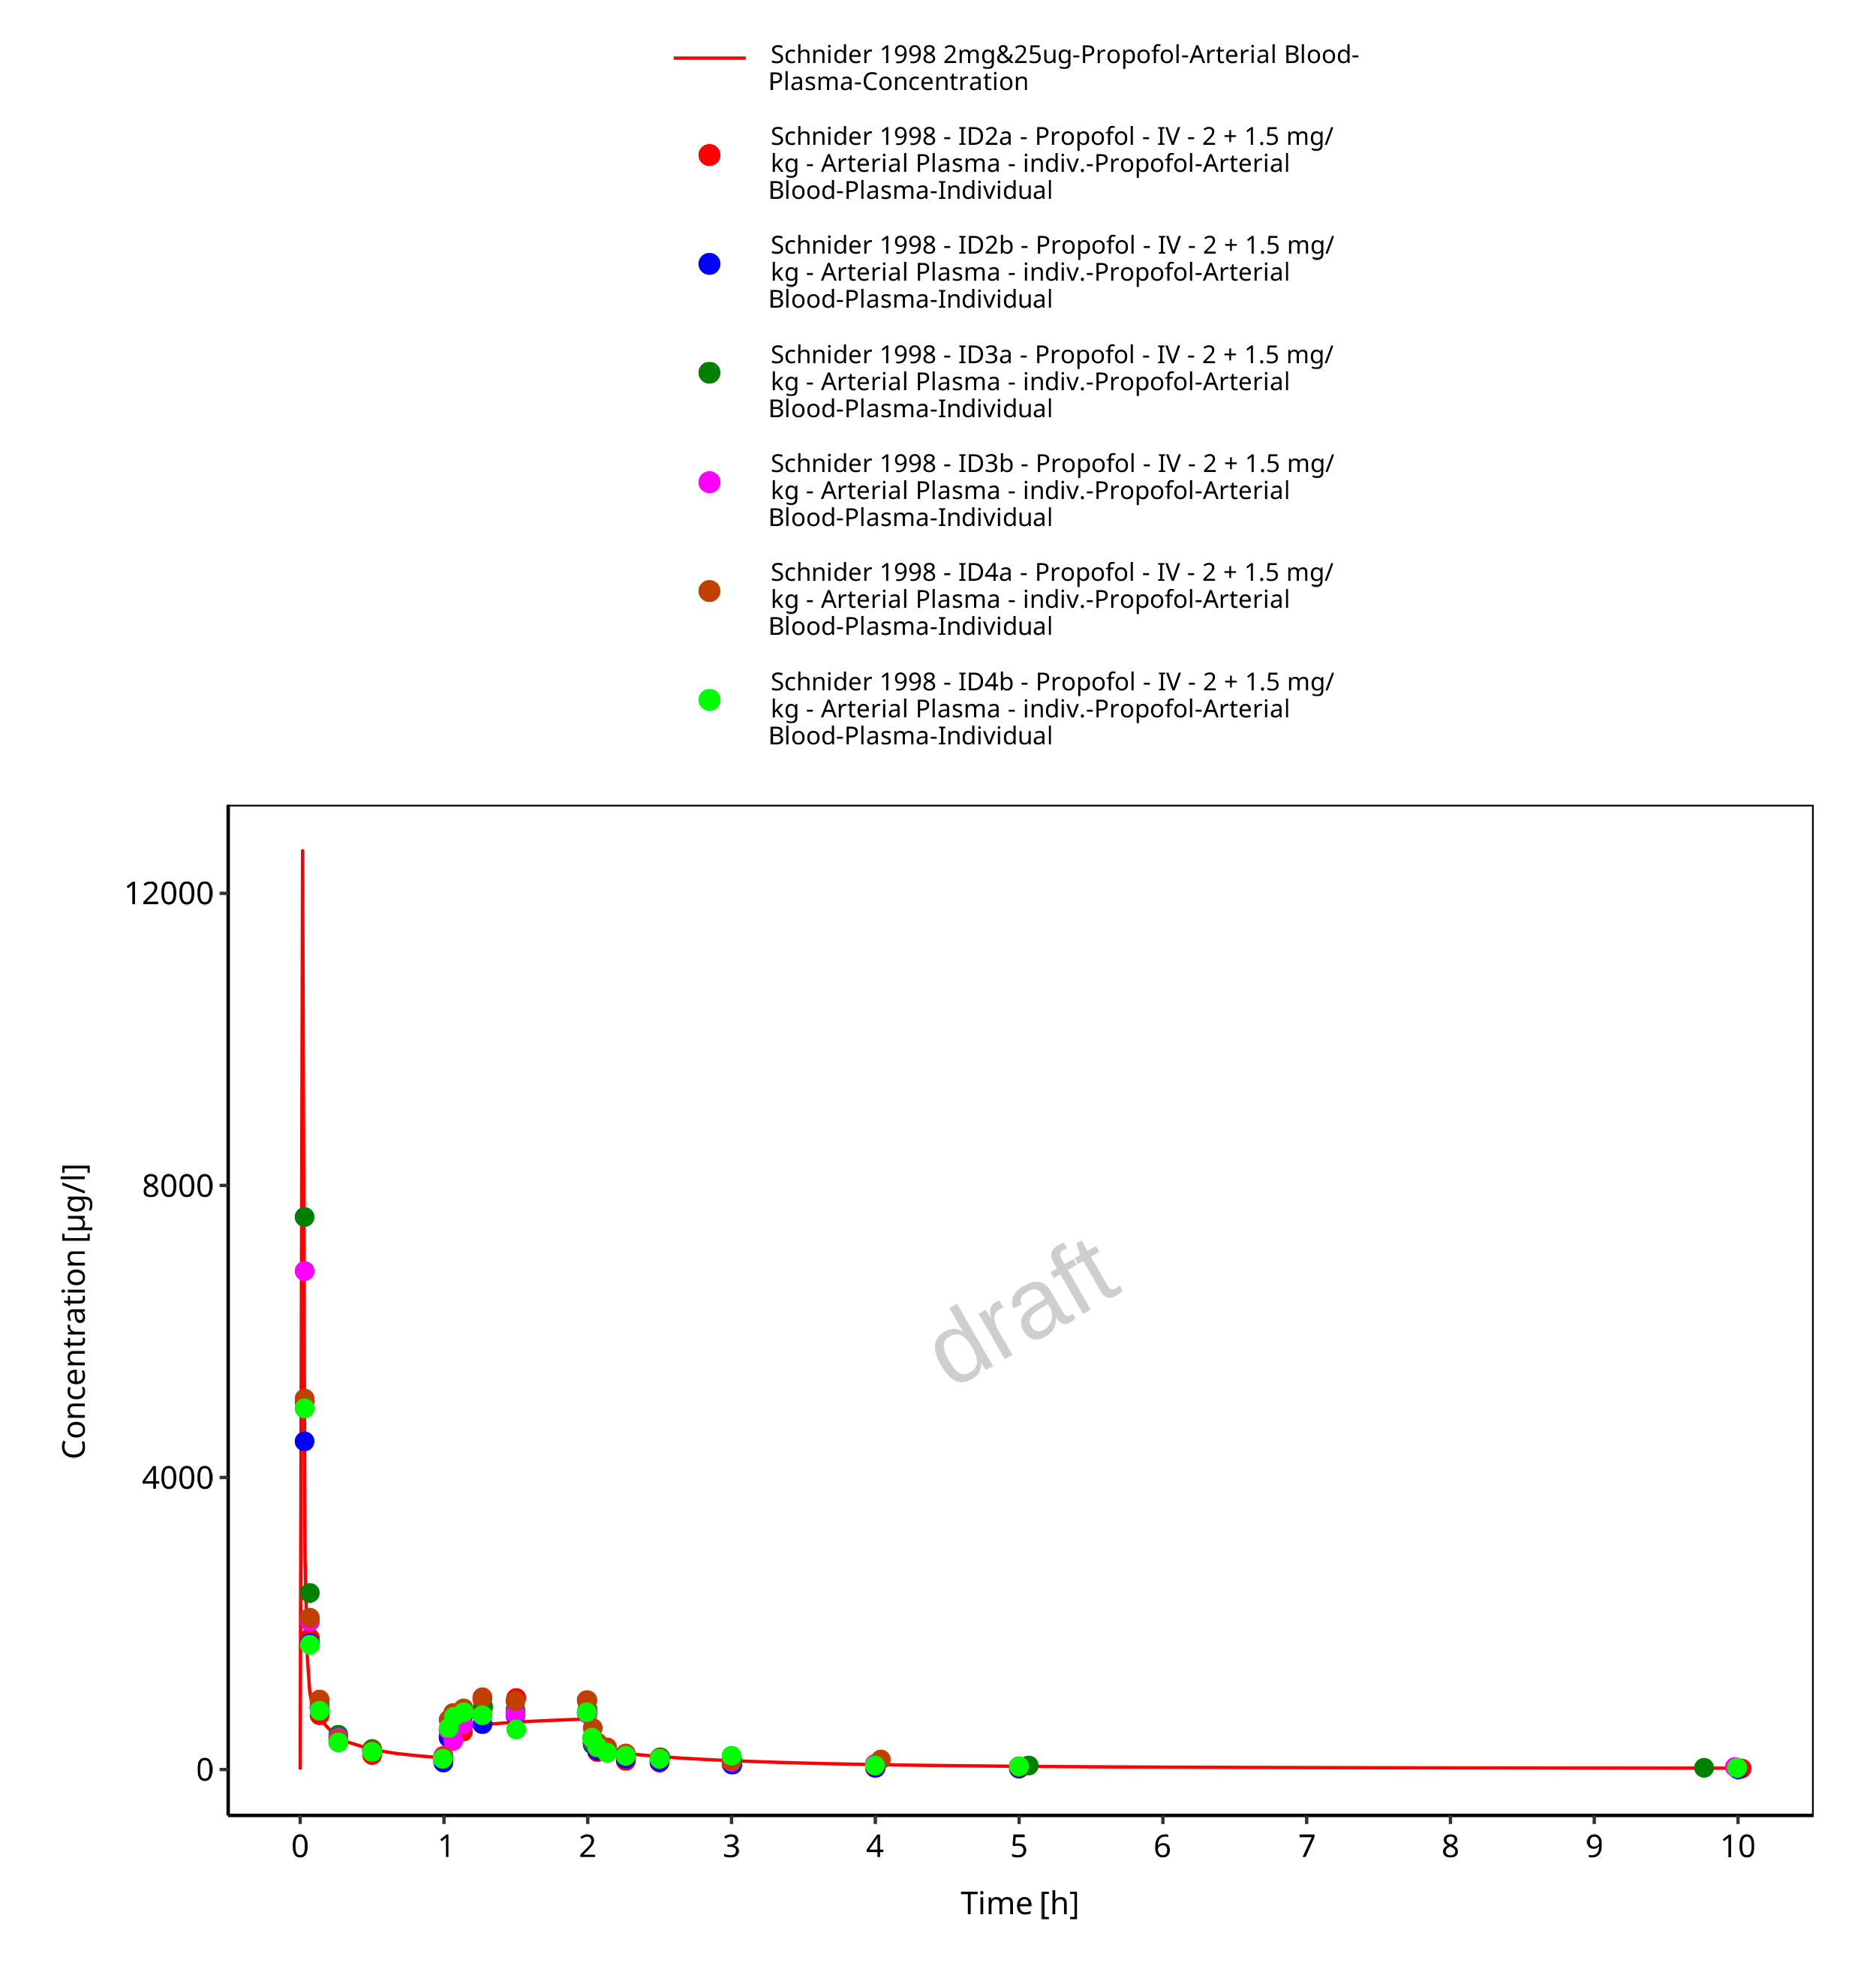 Schnider 1998 2mg&25ug-Propofol-Arterial Blood-
Plasma-Concentration
Schnider 1998 - ID2a - Propofol - IV - 2 + 1.5 mg/
kg - Arterial Plasma - indiv.-Propofol-Arterial
Blood-Plasma-Individual
Schnider 1998 - ID2b - Propofol - IV - 2 + 1.5 mg/
kg - Arterial Plasma - indiv.-Propofol-Arterial
Blood-Plasma-Individual
Schnider 1998 - ID3a - Propofol - IV - 2 + 1.5 mg/
kg - Arterial Plasma - indiv.-Propofol-Arterial
Blood-Plasma-Individual
Schnider 1998 - ID3b - Propofol - IV - 2 + 1.5 mg/
kg - Arterial Plasma - indiv.-Propofol-Arterial
Blood-Plasma-Individual
Schnider 1998 - ID4a - Propofol - IV - 2 + 1.5 mg/
kg - Arterial Plasma - indiv.-Propofol-Arterial
Blood-Plasma-Individual
Schnider 1998 - ID4b - Propofol - IV - 2 + 1.5 mg/
kg - Arterial Plasma - indiv.-Propofol-Arterial
Blood-Plasma-Individual
12000
8000
4000
0
Concentration [µg/l]
draft
0 1 2 3 4 5 6 7 8 9 10
Time [h]